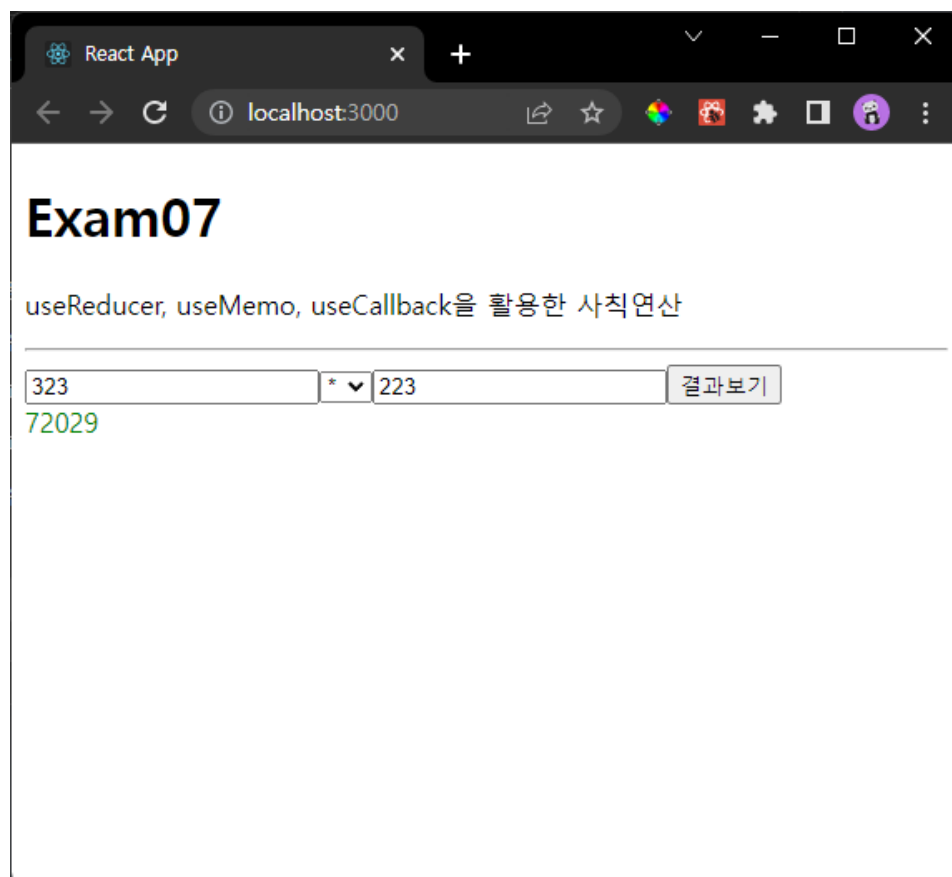 React App
localhost:3000
Exam07
useReducer, useMemo, useCallback을 활용한 사칙연산
323 * 223 결과보기
72029